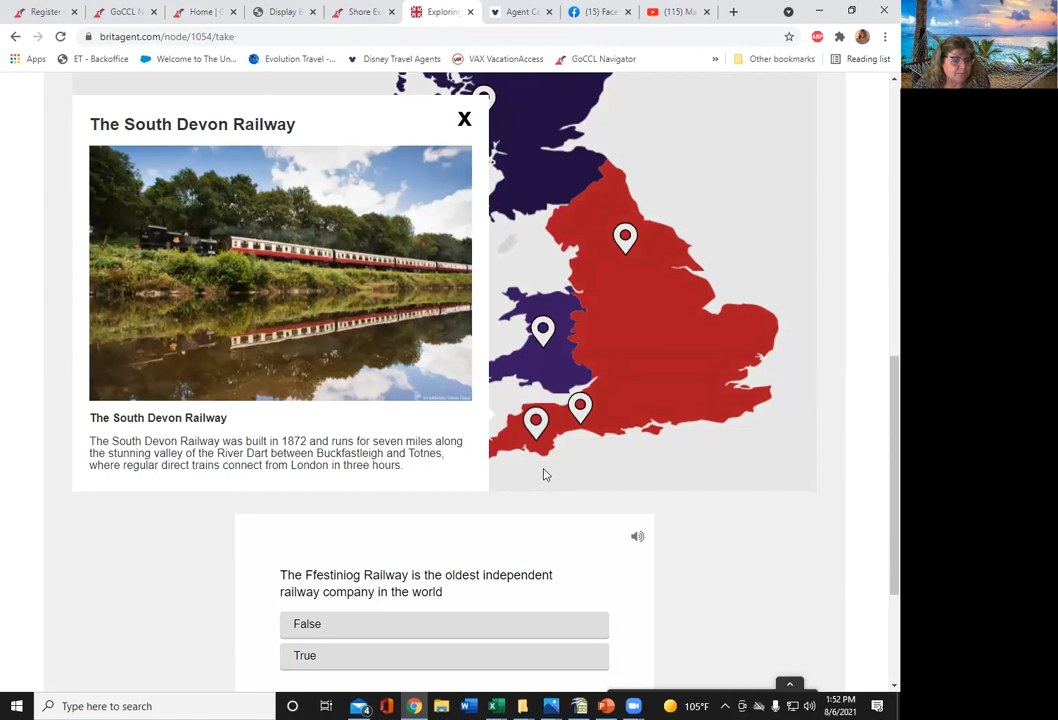 Register
GoCCL N
Home | G
Display B
Shore Ex
Exploring
Agent Ce
(15) Face
(115) Ma
britagent.com/node/1054/take
Apps
ET - Backoffice
Welcome to The Un...
Evolution Travel -...
Disney Travel Agents
VAX VacationAccess
GoCCL Navigator
»
Other bookmarks
Reading list
The South Devon Railway
X
The South Devon Railway
The South Devon Railway was built in 1872 and runs for seven miles along
the stunning valley of the River Dart between Buckfastleigh and Totnes,
where regular direct trains connect from London in three hours.
The Ffestiniog Railway is the oldest independent
railway company in the world
False
True
Type here to search
105°F
1:52 PM
8/6/2021